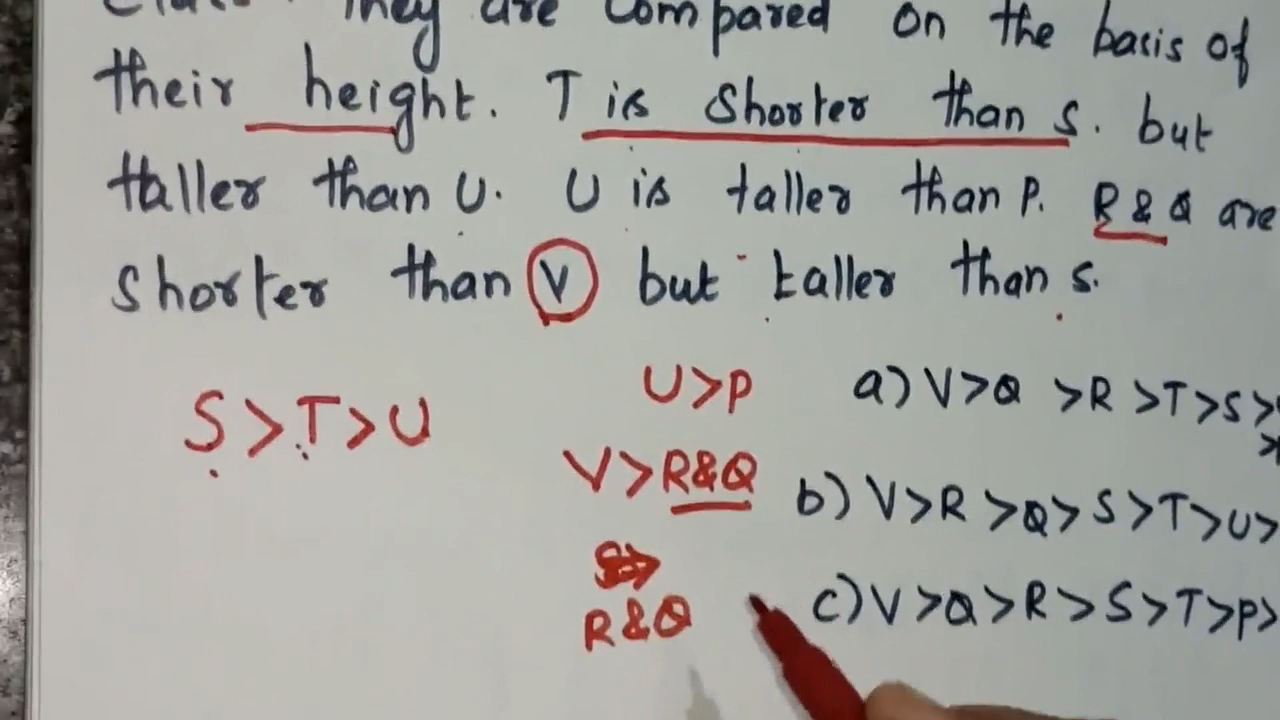 They are compared on the basis of
their height. T is shorter than S. but
taller than U. U is taller than P. R & Q are
shorter than V but taller than S.
S > T > U
U > P
V > R & Q
R & Q
a) V > Q > R > T > S >
b) V > R > Q > S > T > U >
c) V > Q > R > S > T > P >